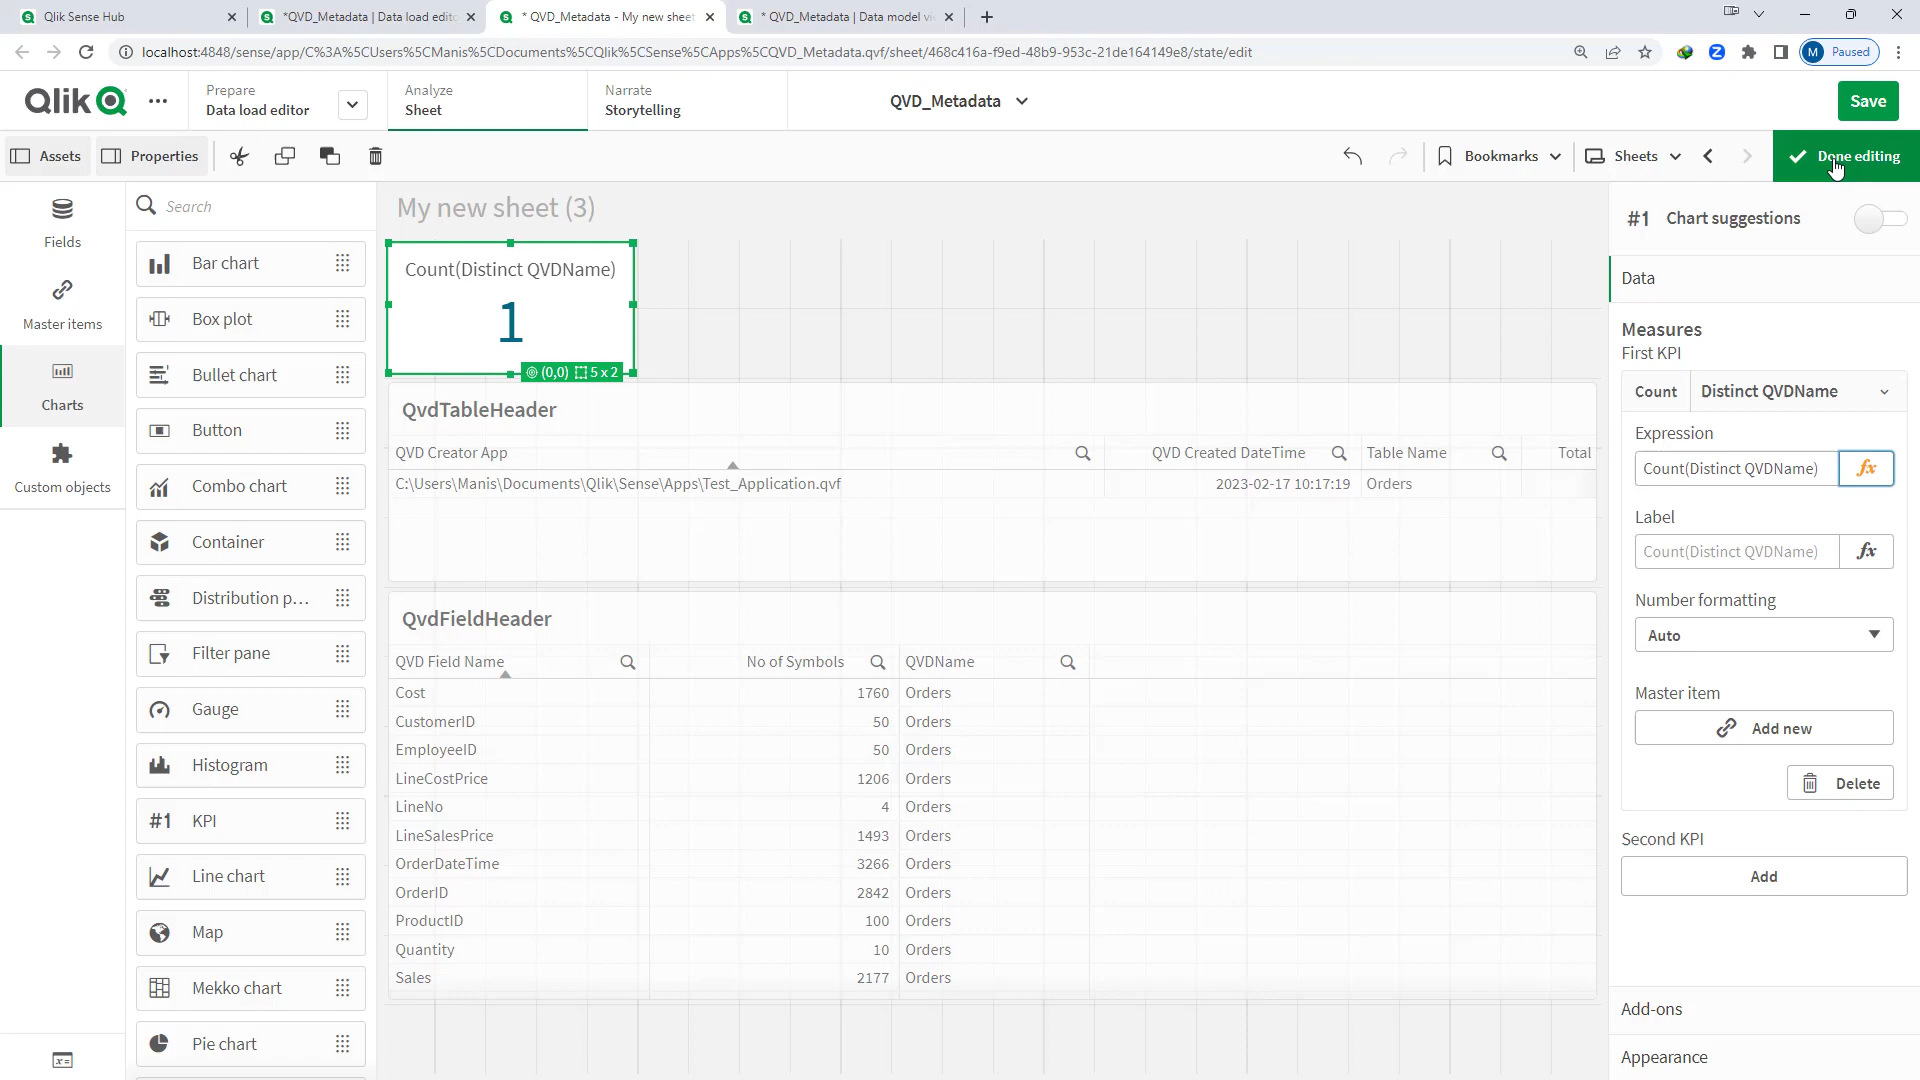 Qlik Sense Hub
*QVD_Metadata | Data load edito
* QVD_Metadata - My new sheet
* QVD_Metadata | Data model vi
localhost:4848/sense/app/C%3A%5CUsers%5CManis%5CDocuments%5CQlik%5CSense%5CApps%5CQVD_Metadata.qvf/sheet/468c416a-f9ed-48b9-953c-21de164149e8/state/edit
Z
M Paused
Qlik
Prepare
Data load editor
Analyze
Sheet
Narrate
Storytelling
QVD_Metadata
Save
Assets
Properties
Bookmarks
Sheets
Done editing
Fields
Master items
Charts
Custom objects
Search
Bar chart
Box plot
Bullet chart
Button
Combo chart
Container
Distribution p...
Filter pane
Gauge
Histogram
#1 KPI
Line chart
Map
Mekko chart
Pie chart
My new sheet (3)
Count(Distinct QVDName)
1
(0,0) 5 x 2
QvdTableHeader
QVD Creator App QVD Created DateTime Table Name Total
C:\Users\Manis\Documents\Qlik\Sense\Apps\Test_Application.qvf 2023-02-17 10:17:19 Orders
QvdFieldHeader
QVD Field Name No of Symbols QVDName
Cost 1760 Orders
CustomerID 50 Orders
EmployeeID 50 Orders
LineCostPrice 1206 Orders
LineNo 4 Orders
LineSalesPrice 1493 Orders
OrderDateTime 3266 Orders
OrderID 2842 Orders
ProductID 100 Orders
Quantity 10 Orders
Sales 2177 Orders
#1 Chart suggestions
Data
Measures
First KPI
Count Distinct QVDName
Expression
Count(Distinct QVDName) fx
Label
Count(Distinct QVDName) fx
Number formatting
Auto
Master item
Add new
Delete
Second KPI
Add
Add-ons
Appearance